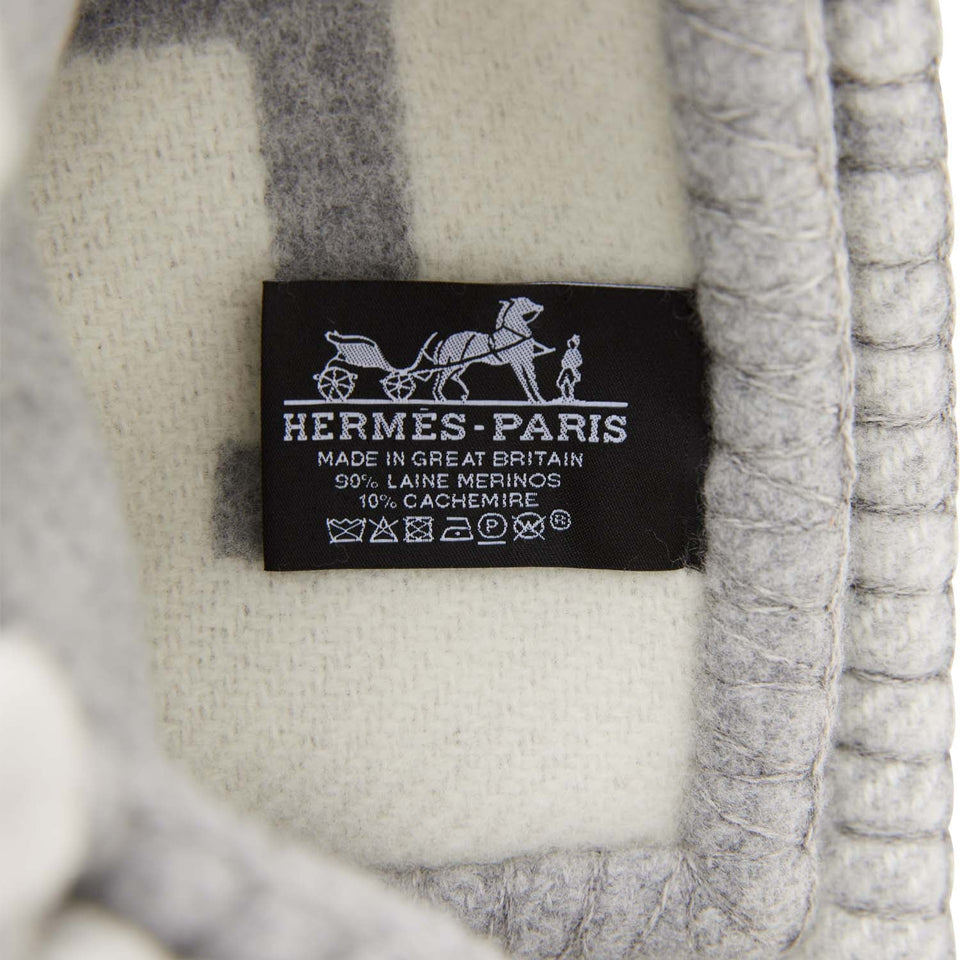 HERMÈS-PARIS
MADE IN GREAT BRITAIN
90% LAINE MERINOS
10% CACHEMIRE
P W ®